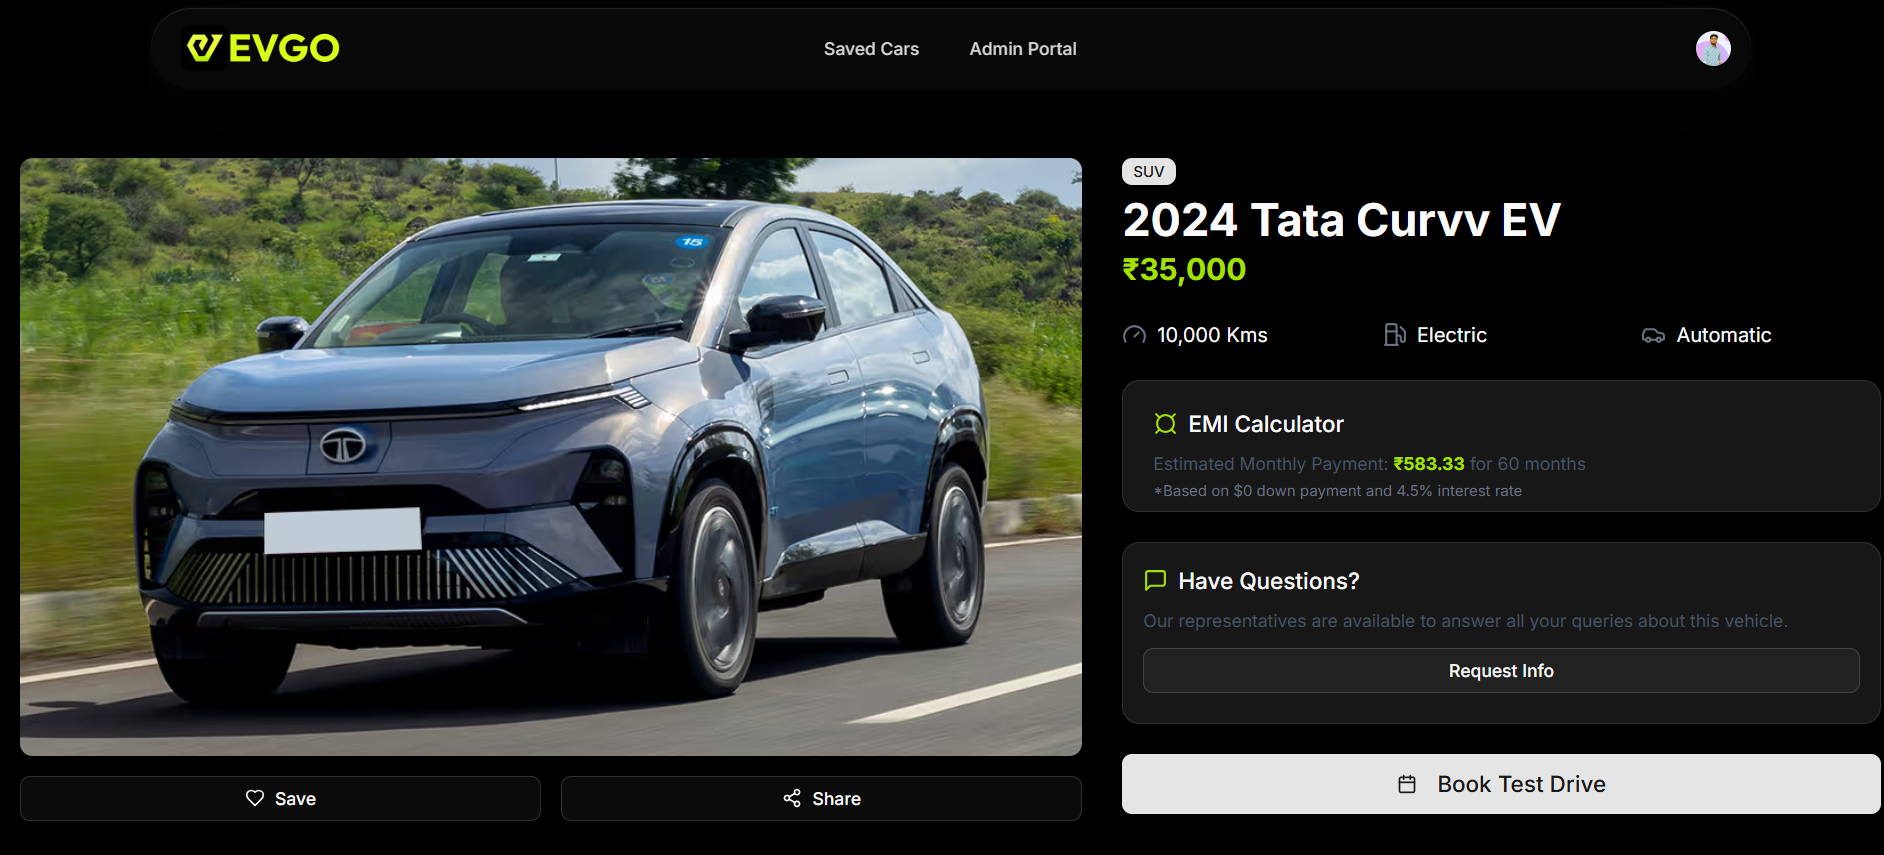 EVGO
Saved Cars
Admin Portal
15
SUV
2024 Tata Curvv EV
₹35,000
10,000 Kms
Electric
Automatic
EMI Calculator
Estimated Monthly Payment: ₹583.33 for 60 months
*Based on $0 down payment and 4.5% interest rate
Have Questions?
Our representatives are available to answer all your queries about this vehicle.
Request Info
Book Test Drive
Save
Share